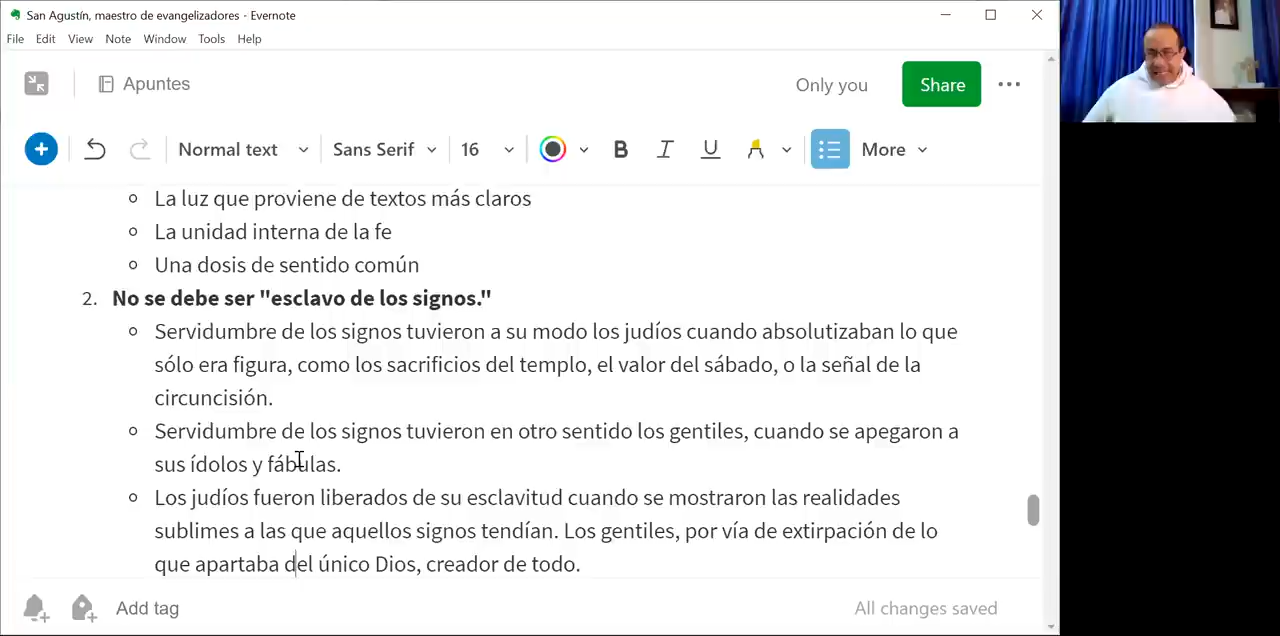 San Agustín, maestro de evangelizadores - Evernote
File Edit View Note Window Tools Help
Apuntes
Only you
Share
Normal text
Sans Serif
16
B I U
More
La luz que proviene de textos más claros
La unidad interna de la fe
Una dosis de sentido común
2. No se debe ser "esclavo de los signos."
Servidumbre de los signos tuvieron a su modo los judíos cuando absolutizaban lo que
sólo era figura, como los sacrificios del templo, el valor del sábado, o la señal de la
circuncisión.
Servidumbre de los signos tuvieron en otro sentido los gentiles, cuando se apegaron a
sus ídolos y fábulas.
Los judíos fueron liberados de su esclavitud cuando se mostraron las realidades
sublimes a las que aquellos signos tendían. Los gentiles, por vía de extirpación de lo
que apartaba del único Dios, creador de todo.
Add tag
All changes saved